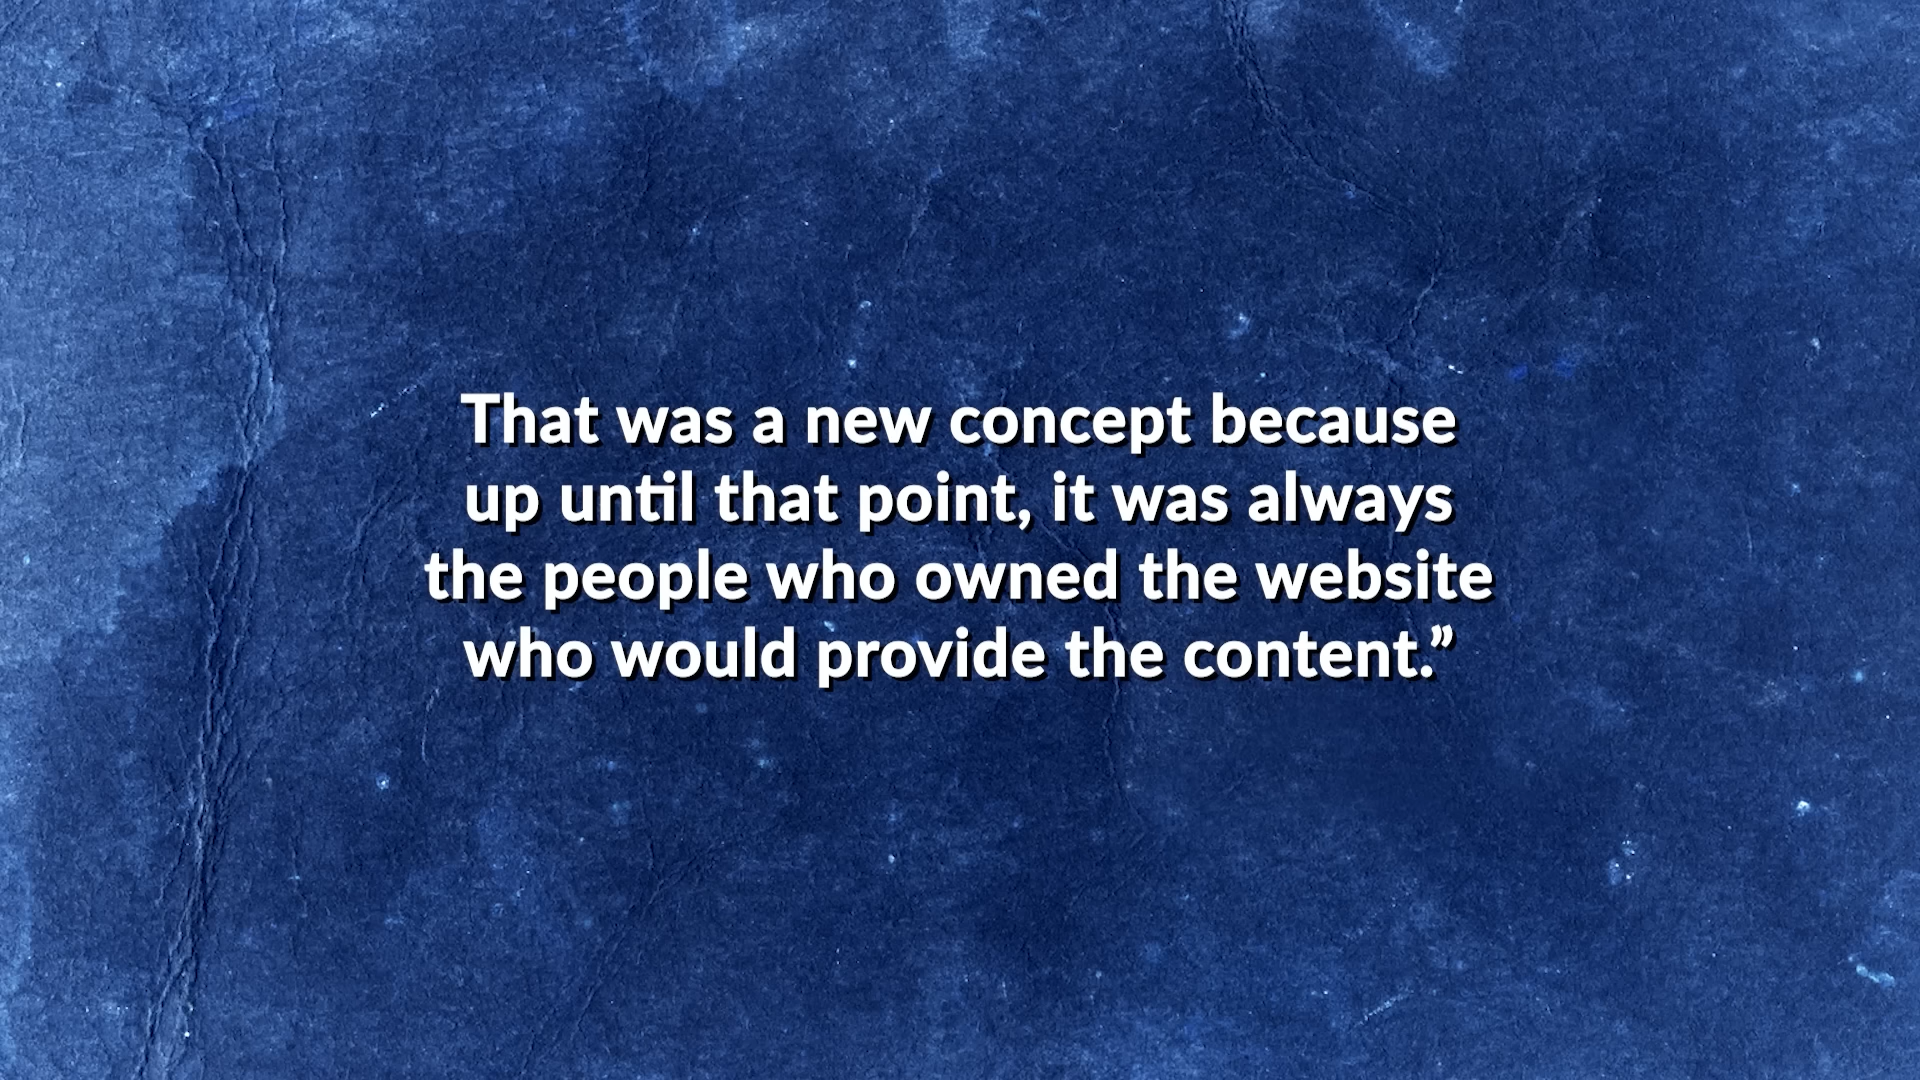 That was a new concept because
up until that point, it was always
the people who owned the website
who would provide the content.”